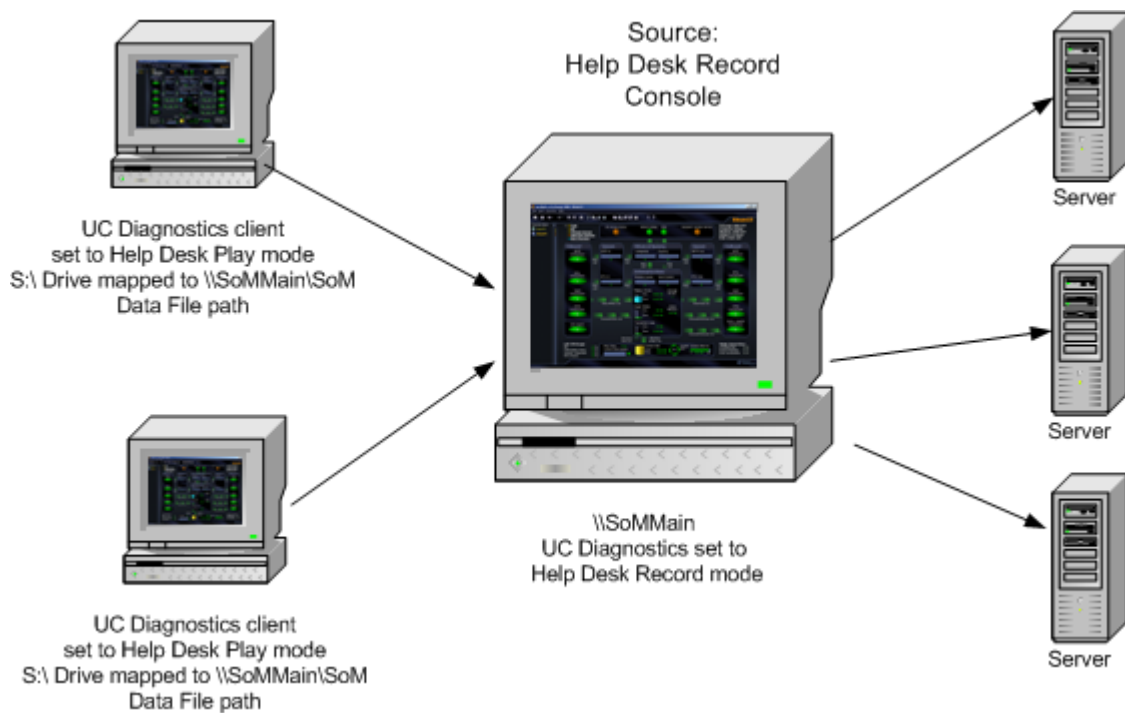 Source:
Help Desk Record
Console
UC Diagnostics client
set to Help Desk Play mode
S:\ Drive mapped to \\SoMMain\SoM
Data File path
Server
Server
\\SoMMain
UC Diagnostics set to
Help Desk Record mode
UC Diagnostics client
set to Help Desk Play mode
S:\ Drive mapped to \\SoMMain\SoM
Data File path
Server